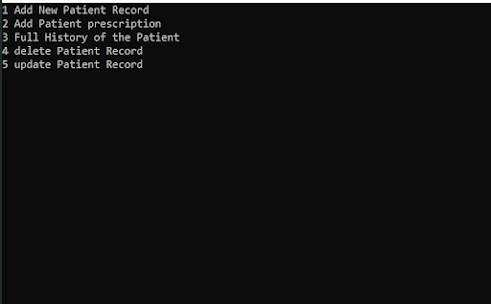 1 Add New Patient Record
2 Add Patient prescription
3 Full History of the Patient
4 delete Patient Record
5 update Patient Record